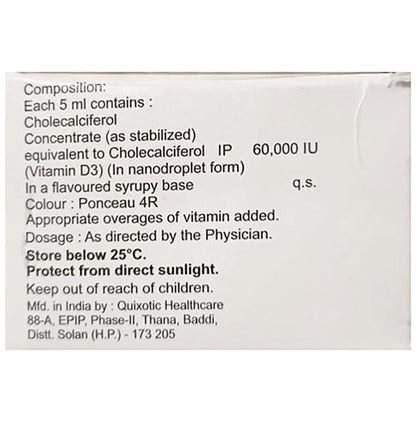 Composition:
Each 5 ml contains :
Cholecalciferol
Concentrate (as stabilized)
equivalent to Cholecalciferol IP 60,000 IU
(Vitamin D3) (In nanodroplet form)
In a flavoured syrupy base q.s.
Colour : Ponceau 4R
Appropriate overages of vitamin added.
Dosage : As directed by the Physician.
Store below 25°C.
Protect from direct sunlight.
Keep out of reach of children.
Mfd. in India by : Quixotic Healthcare
88-A, EPIP, Phase-II, Thana, Baddi,
Distt. Solan (H.P.) - 173 205